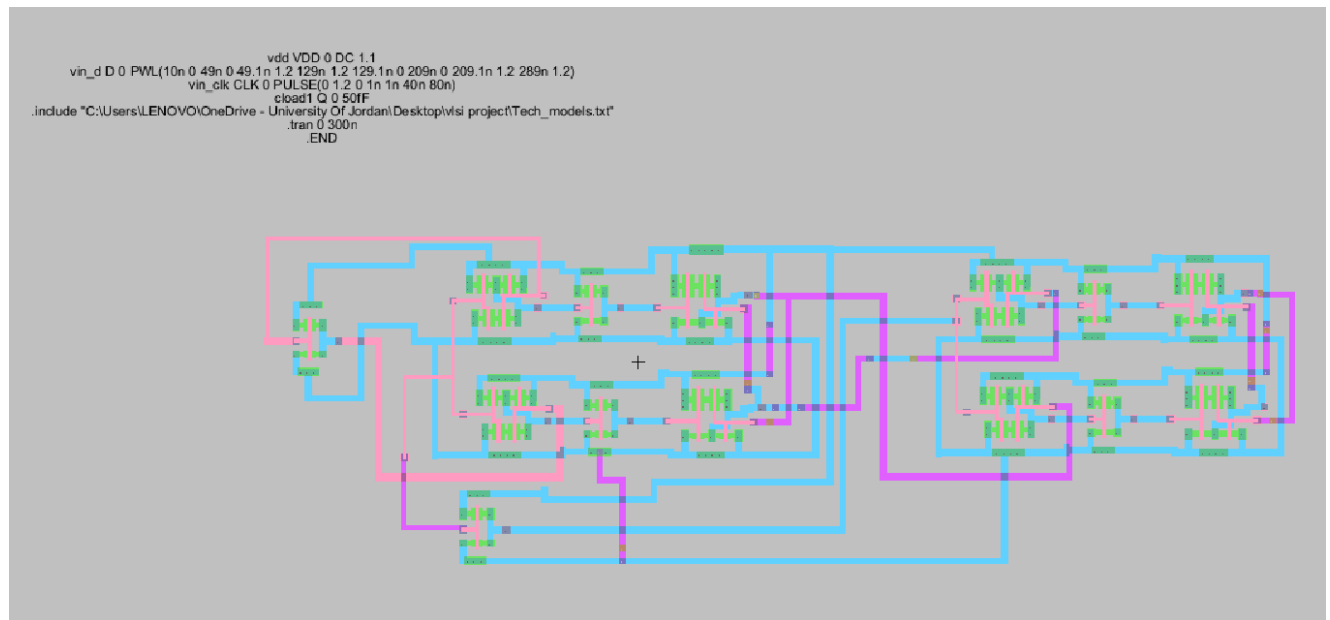 vdd VDD 0 DC 1.1
vin_d D 0 PWL(10n 0 49n 0 49.1n 1.2 129n 1.2 129.1n 0 209n 0 209.1n 1.2 289n 1.2)
vin_clk CLK 0 PULSE(0 1.2 0 1n 1n 40n 80n)
cload1 Q 0 50fF
.include "C:\Users\LENOVO\OneDrive - University Of Jordan\Desktop\vlsi project\Tech_models.txt"
.tran 0 300n
.END